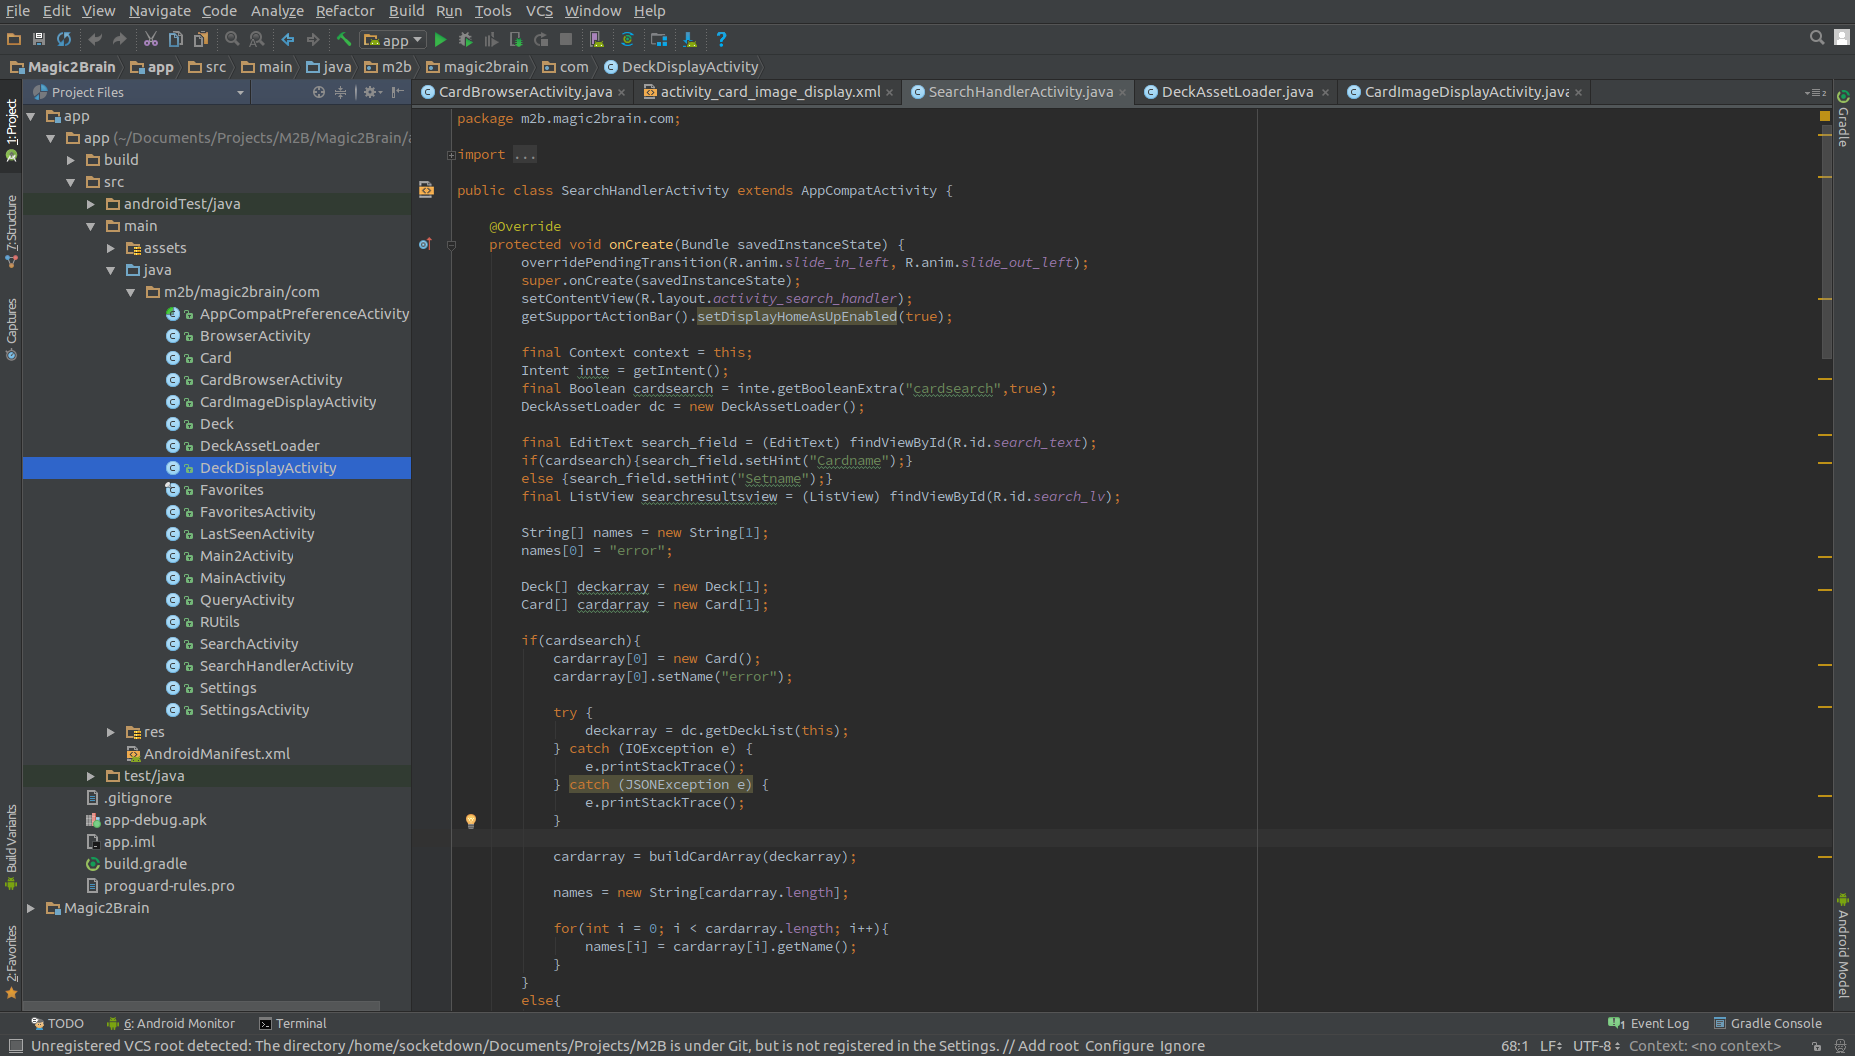 File Edit View Navigate Code Analyze Refactor Build Run Tools VCS Window Help
app
Magic2Brain app src main java m2b magic2brain com DeckDisplayActivity
Project Files
CardBrowserActivity.java activity_card_image_display.xml SearchHandlerActivity.java DeckAssetLoader.java CardImageDisplayActivity.java
1: Project
7: Structure
Captures
Build Variants
2: Favorites
app
app (~/Documents/Projects/M2B/Magic2Brain/
build
src
androidTest/java
main
assets
java
m2b/magic2brain/com
AppCompatPreferenceActivity
BrowserActivity
Card
CardBrowserActivity
CardImageDisplayActivity
Deck
DeckAssetLoader
DeckDisplayActivity
Favorites
FavoritesActivity
LastSeenActivity
Main2Activity
MainActivity
QueryActivity
RUtils
SearchActivity
SearchHandlerActivity
Settings
SettingsActivity
res
AndroidManifest.xml
test/java
.gitignore
app-debug.apk
app.iml
build.gradle
proguard-rules.pro
Magic2Brain
package m2b.magic2brain.com;
import ...
public class SearchHandlerActivity extends AppCompatActivity {
@Override
protected void onCreate(Bundle savedInstanceState) {
overridePendingTransition(R.anim.slide_in_left, R.anim.slide_out_left);
super.onCreate(savedInstanceState);
setContentView(R.layout.activity_search_handler);
getSupportActionBar().setDisplayHomeAsUpEnabled(true);
final Context context = this;
Intent inte = getIntent();
final Boolean cardsearch = inte.getBooleanExtra("cardsearch",true);
DeckAssetLoader dc = new DeckAssetLoader();
final EditText search_field = (EditText) findViewById(R.id.search_text);
if(cardsearch){search_field.setHint("Cardname");}
else {search_field.setHint("Setname");}
final ListView searchresultsview = (ListView) findViewById(R.id.search_lv);
String[] names = new String[1];
names[0] = "error";
Deck[] deckarray = new Deck[1];
Card[] cardarray = new Card[1];
if(cardsearch){
cardarray[0] = new Card();
cardarray[0].setName("error");
try {
deckarray = dc.getDeckList(this);
} catch (IOException e) {
e.printStackTrace();
} catch (JSONException e) {
e.printStackTrace();
}
cardarray = buildCardArray(deckarray);
names = new String[cardarray.length];
for(int i = 0; i < cardarray.length; i++){
names[i] = cardarray[i].getName();
}
}
else{
Gradle
Android Model
TODO 6: Android Monitor Terminal 1 Event Log Gradle Console
Unregistered VCS root detected: The directory /home/socketdown/Documents/Projects/M2B is under Git, but is not registered in the Settings. // Add root Configure Ignore 68:1 LF UTF-8 Context: <no context>